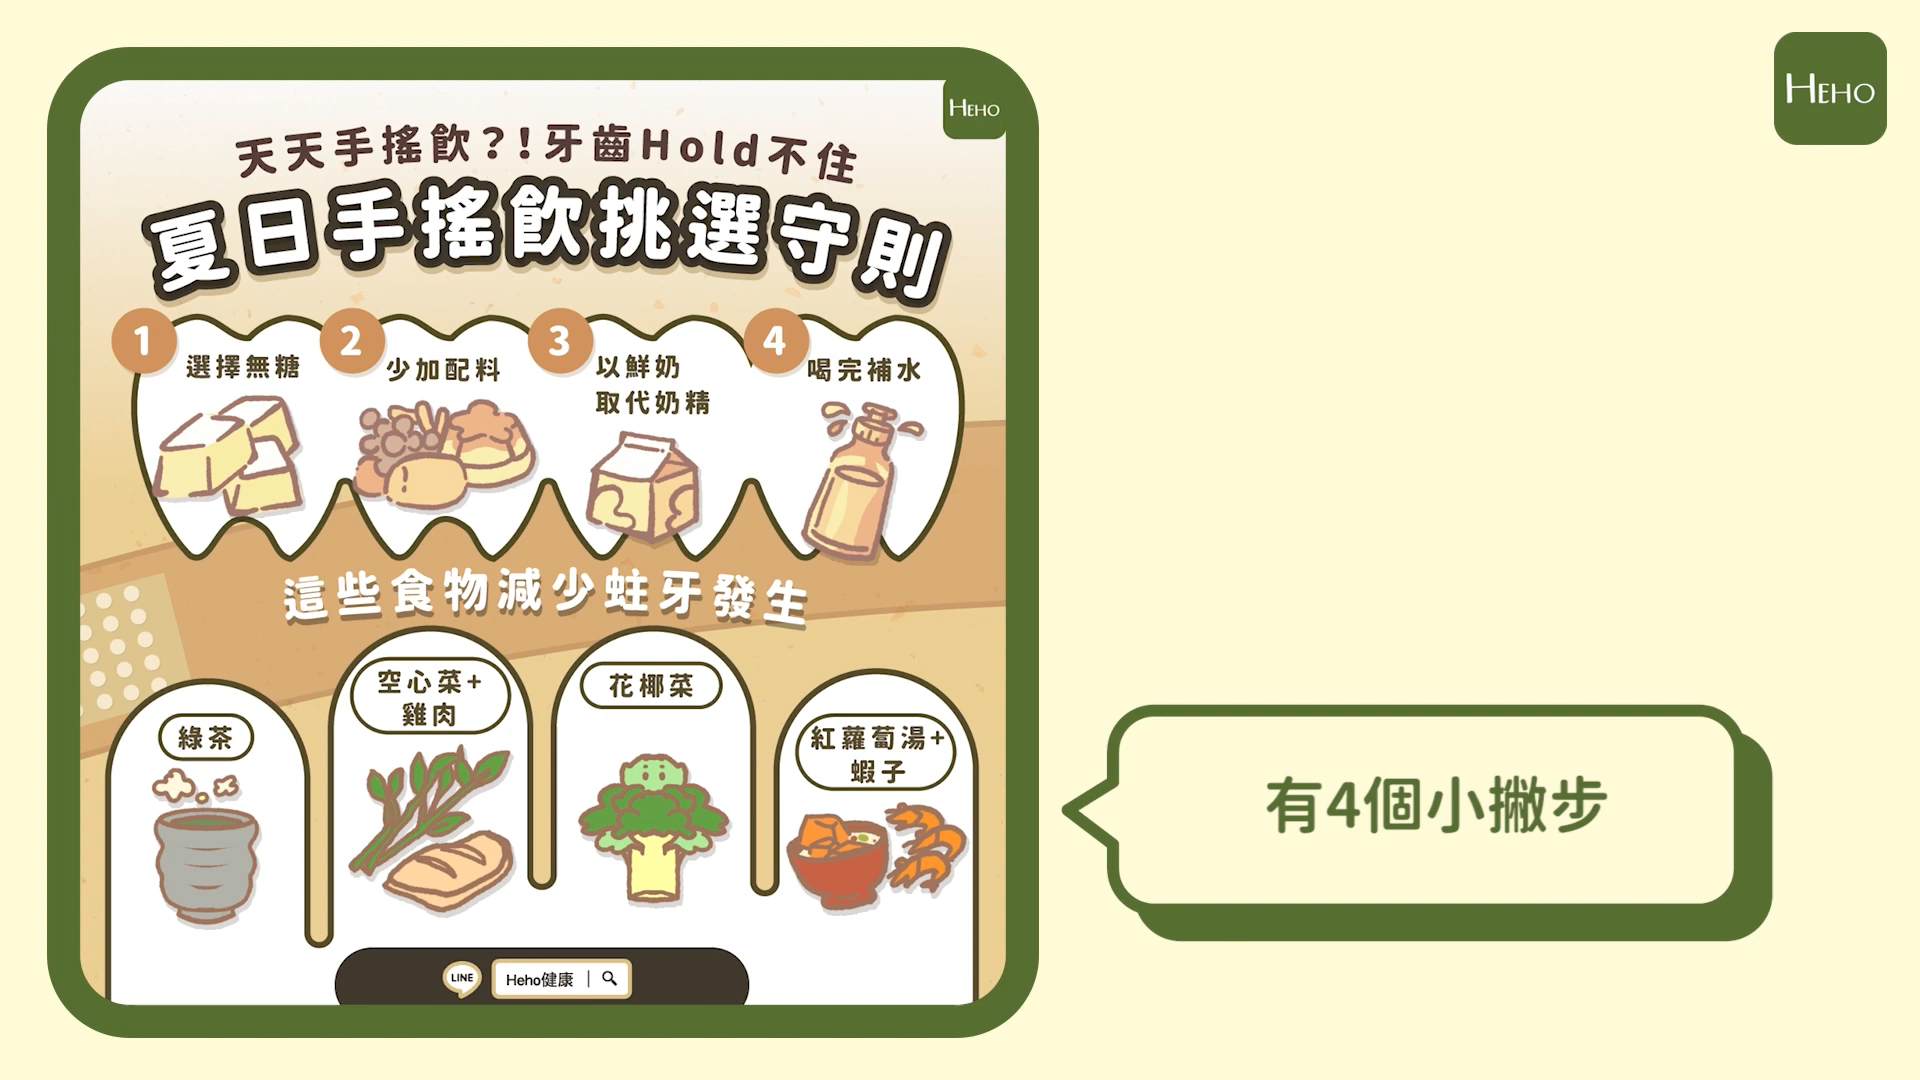 HEHO
天天手搖飲?!牙齒Hold不住
夏日手搖飲挑選守則
1
選擇無糖
2
少加配料
3
以鮮奶
取代奶精
4
喝完補水
這些食物減少蛀牙發生
綠茶
空心菜+
雞肉
花椰菜
紅蘿蔔湯+
蝦子
LINE
Heho健康
HEHO
有4個小撇步